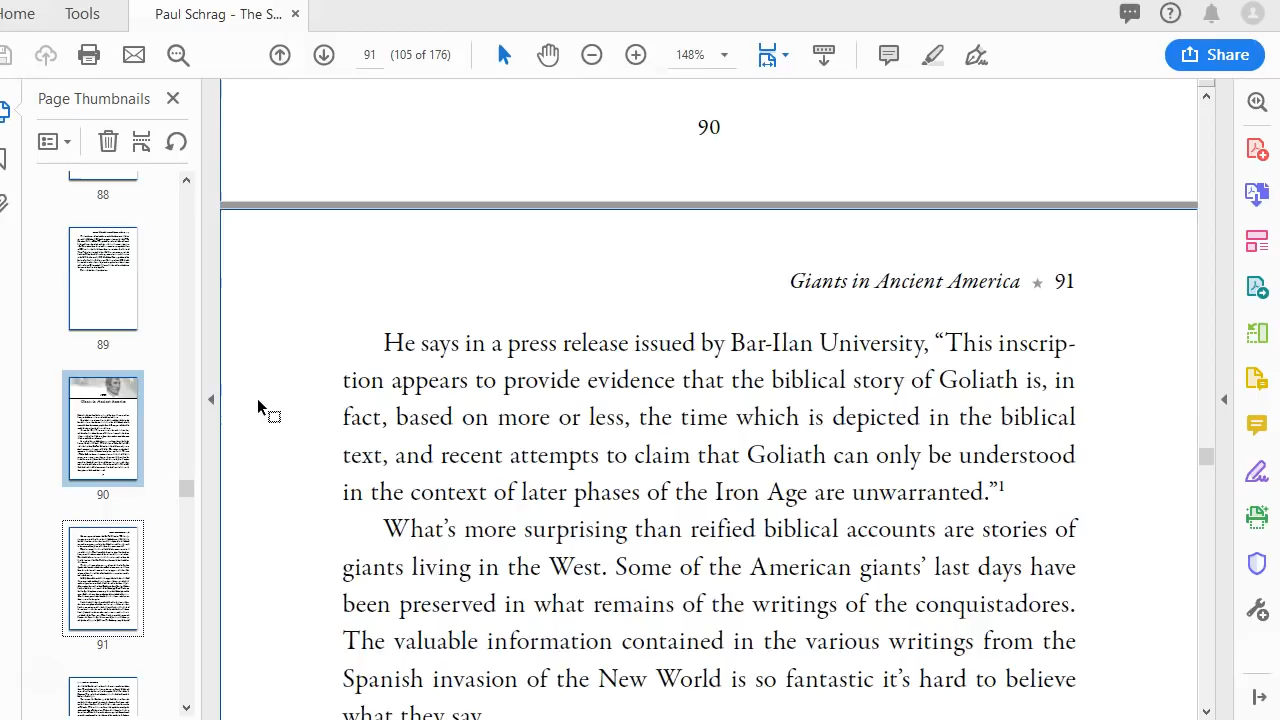 Home Tools Paul Schrag - The S... ×
91 (105 of 176) 148% Share
Page Thumbnails
88
89
90
91
90
Giants in Ancient America ★ 91
He says in a press release issued by Bar-Ilan University, “This inscrip-
tion appears to provide evidence that the biblical story of Goliath is, in
fact, based on more or less, the time which is depicted in the biblical
text, and recent attempts to claim that Goliath can only be understood
in the context of later phases of the Iron Age are unwarranted.”1
What’s more surprising than reified biblical accounts are stories of
giants living in the West. Some of the American giants’ last days have
been preserved in what remains of the writings of the conquistadores.
The valuable information contained in the various writings from the
Spanish invasion of the New World is so fantastic it’s hard to believe
what they say.